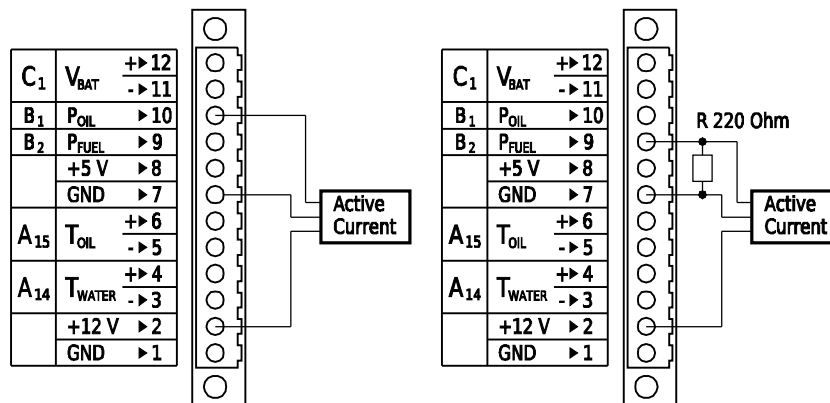 C1 VBAT +▶12
-▶11
B1 POIL ▶10
B2 PFUEL ▶9
+5 V ▶8
GND ▶7
A15 TOIL +▶6
-▶5
A14 TWATER +▶4
-▶3
+12 V ▶2
GND ▶1
Active
Current
C1 VBAT +▶12
-▶11
B1 POIL ▶10
B2 PFUEL ▶9
+5 V ▶8
GND ▶7
A15 TOIL +▶6
-▶5
A14 TWATER +▶4
-▶3
+12 V ▶2
GND ▶1
R 220 Ohm
Active
Current